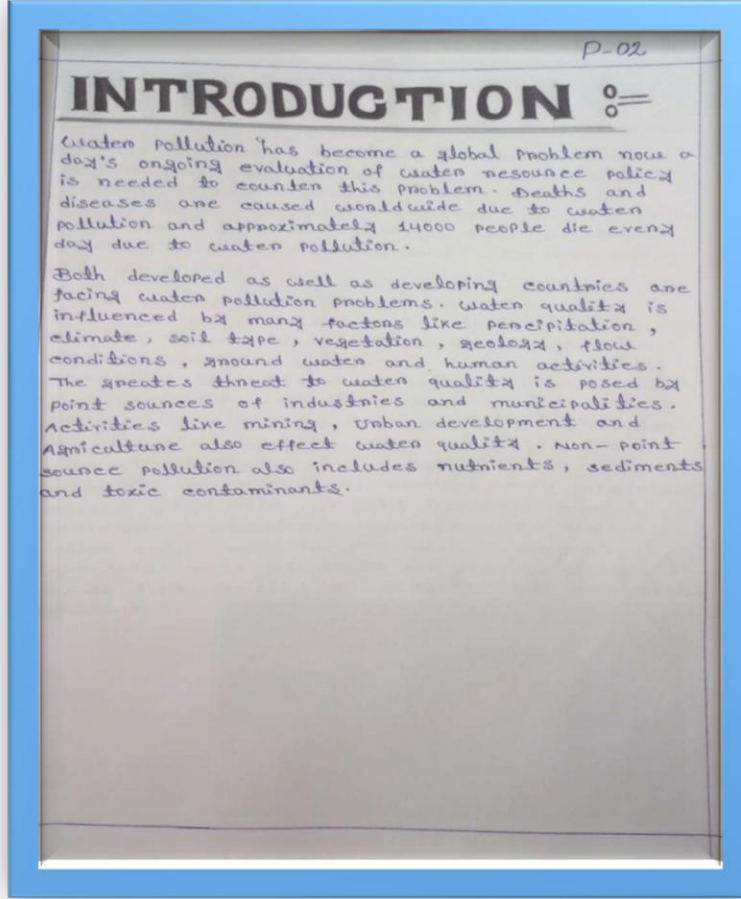 P-02
INTRODUCTION :=
Water pollution has become a global problem now a
day's ongoing evaluation of water resource policy
is needed to counter this problem. Deaths and
diseases are caused worldwide due to water
pollution and approximately 14000 people die every
day due to water pollution.
Both developed as well as developing countries are
facing water pollution problems. Water quality is
influenced by many factors like percipitation,
climate, soil type, vegetation, geology, flow
conditions, ground water and human activities.
The greates threat to water quality is posed by
point sources of industries and municipalities.
Activities like mining, Urban development and
Agriculture also effect water quality. Non-point
source pollution also includes nutrients, sediments
and toxic contaminants.